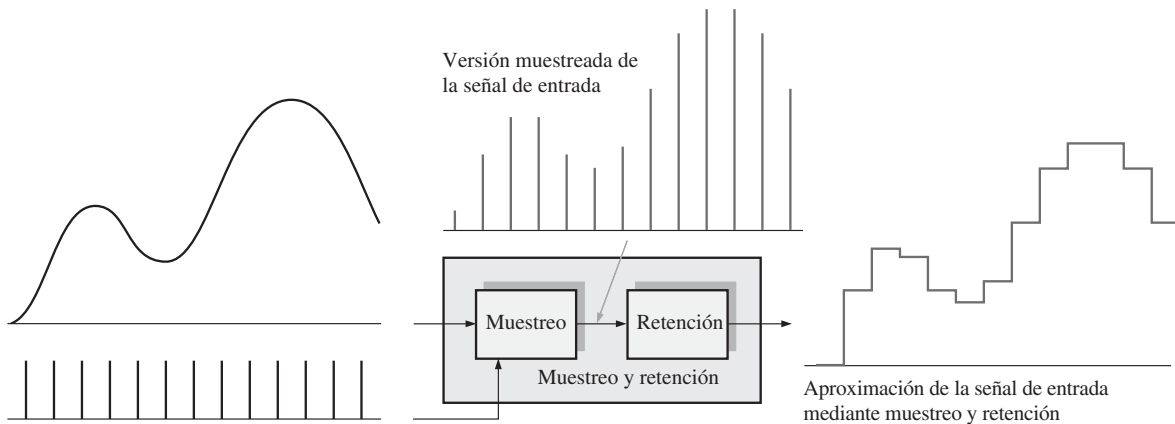 Versión muestreada de
la señal de entrada
Muestreo
Retención
Muestreo y retención
Aproximación de la señal de entrada
mediante muestreo y retención